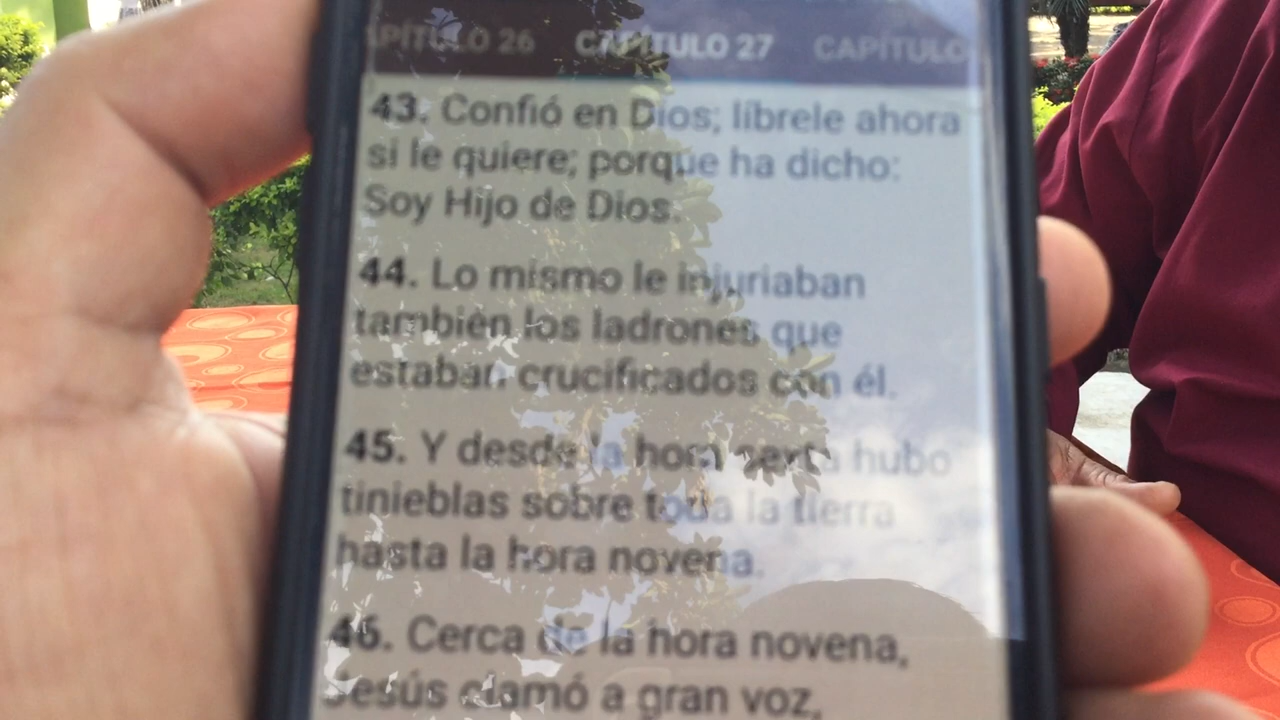 APÍTULO 26 CAPÍTULO 27 CAPÍTULO
43. Confió en Dios; líbrele ahora
si le quiere; porque ha dicho:
Soy Hijo de Dios.
44. Lo mismo le injuriaban
también los ladrones que
estaban crucificados con él.
45. Y desde la hora sexta hubo
tinieblas sobre toda la tierra
hasta la hora novena.
46. Cerca de la hora novena,
Jesús clamó a gran voz,